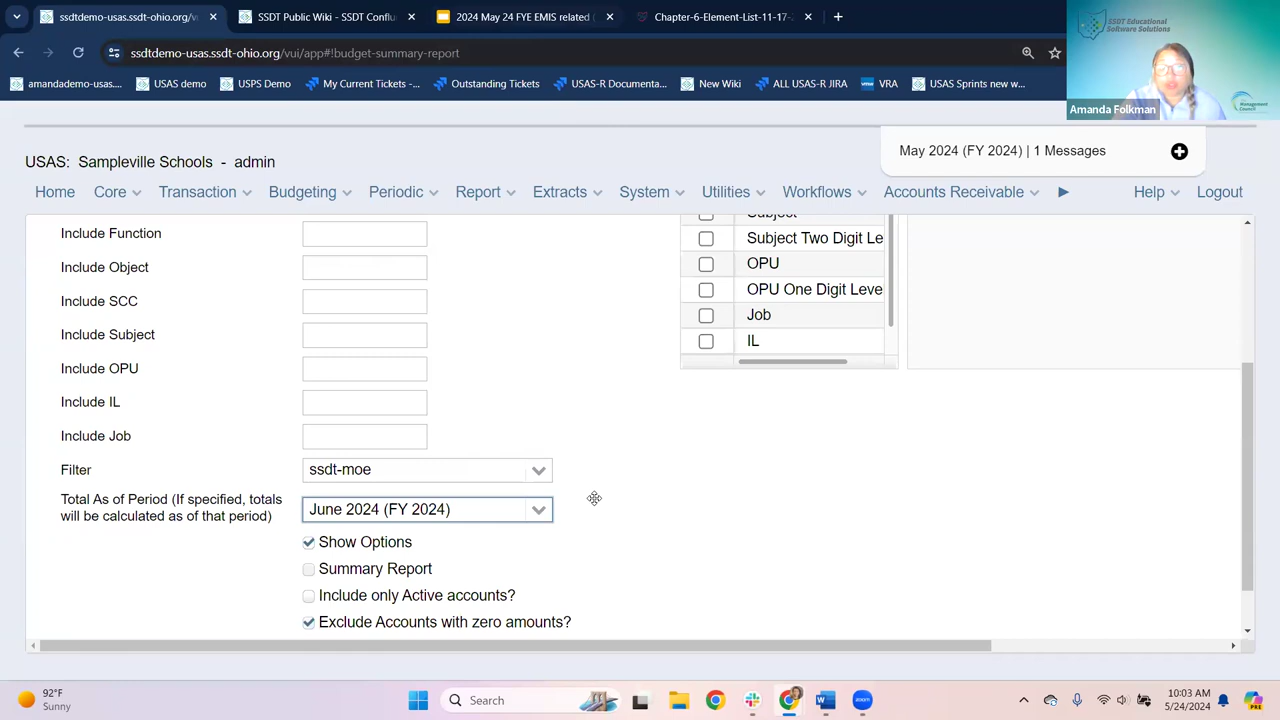 ssdtdemo-usas.ssdt-ohio.org/v
SSDT Public Wiki - SSDT Conflu
2024 May 24 FYE EMIS related (
Chapter-6-Element-List-11-17-2
ssdtdemo-usas.ssdt-ohio.org/vui/app#!budget-summary-report
amandademo-usas....
USAS demo
USPS Demo
My Current Tickets -...
Outstanding Tickets
USAS-R Documenta...
New Wiki
ALL USAS-R JIRA
VRA
USAS Sprints new w...
SSDT Educational
Software Solutions
Management
Council
Amanda Folkman
USAS: Sampleville Schools - admin
May 2024 (FY 2024) | 1 Messages
Home Core Transaction Budgeting Periodic Report Extracts System Utilities Workflows Accounts Receivable Help Logout
Include Function
Include Object
Include SCC
Include Subject
Include OPU
Include IL
Include Job
Filter
ssdt-moe
Total As of Period (If specified, totals
will be calculated as of that period)
June 2024 (FY 2024)
Show Options
Summary Report
Include only Active accounts?
Exclude Accounts with zero amounts?
Subject
Subject Two Digit Le
OPU
OPU One Digit Leve
Job
IL
92°F
Sunny
Search
10:03 AM
5/24/2024
PRE